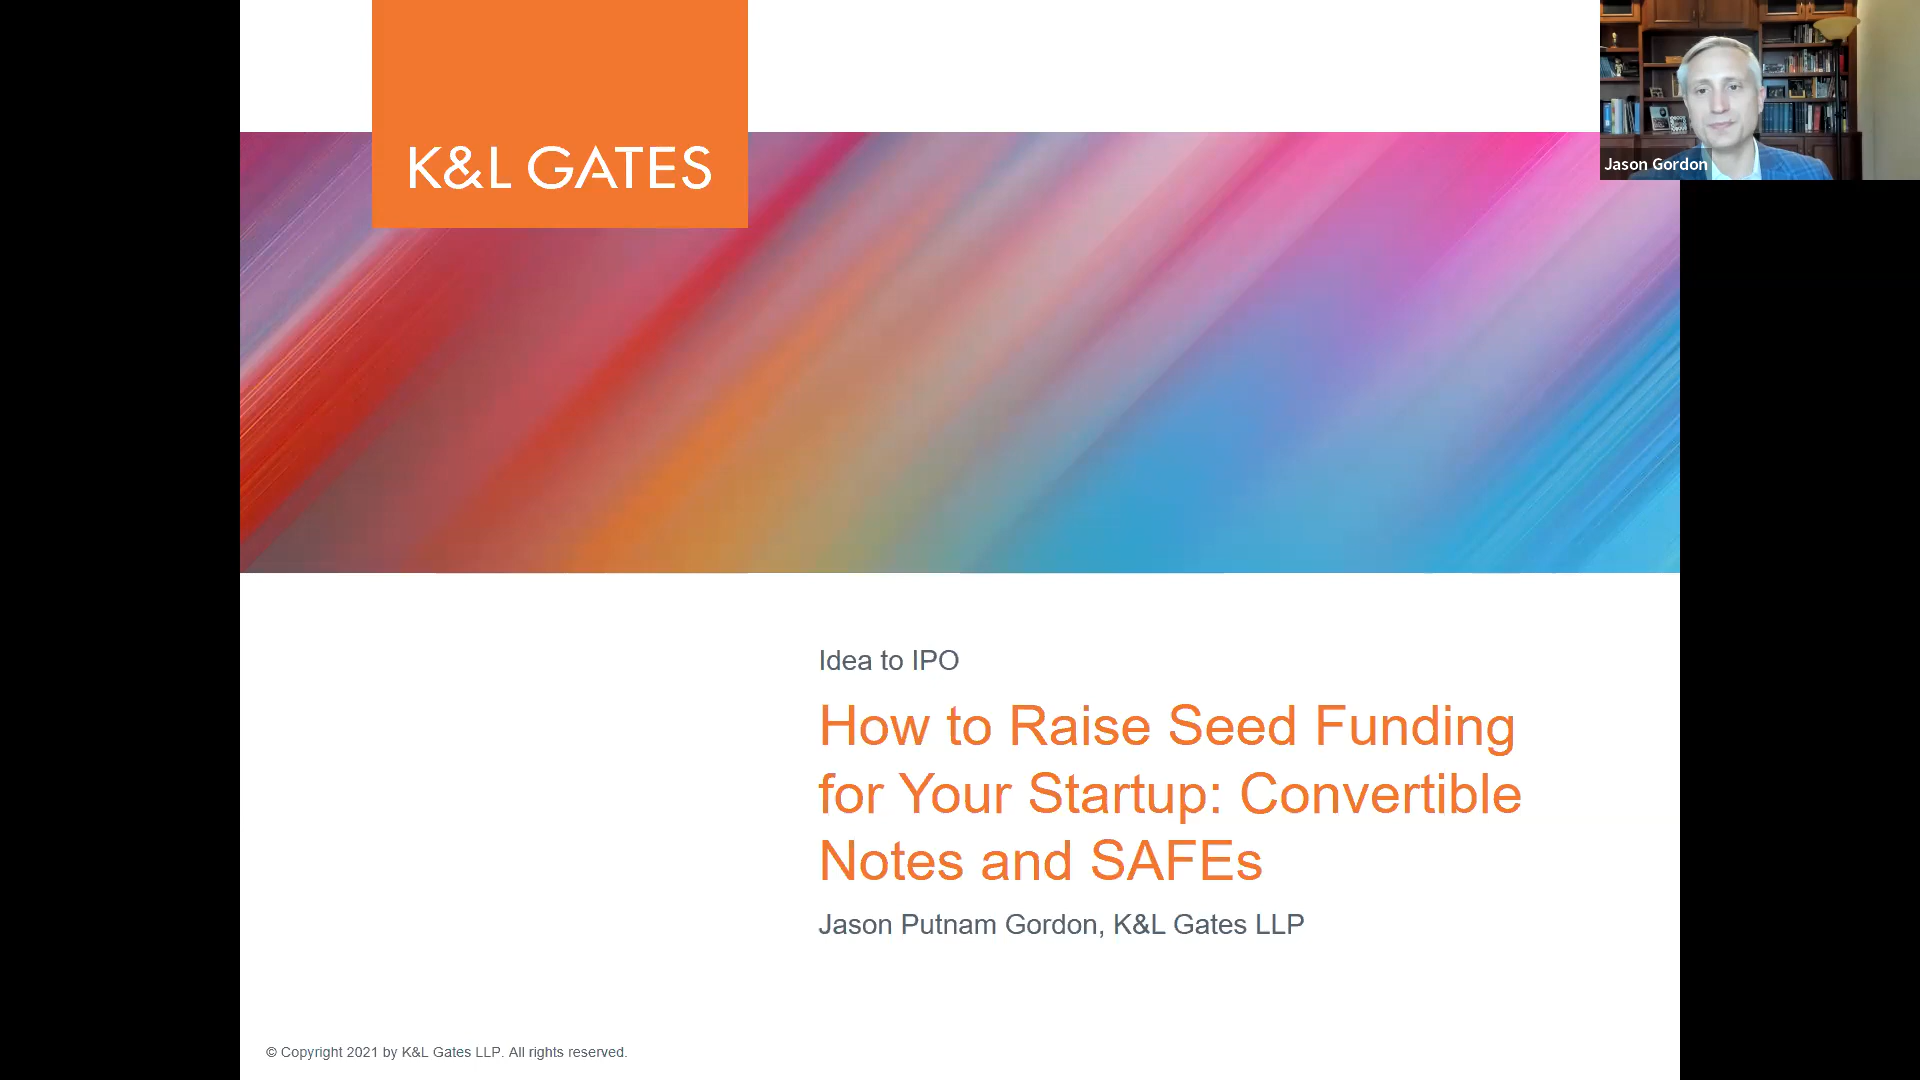 K&L GATES
Jason Gordon
Idea to IPO
How to Raise Seed Funding
for Your Startup: Convertible
Notes and SAFEs
Jason Putnam Gordon, K&L Gates LLP
© Copyright 2021 by K&L Gates LLP. All rights reserved.